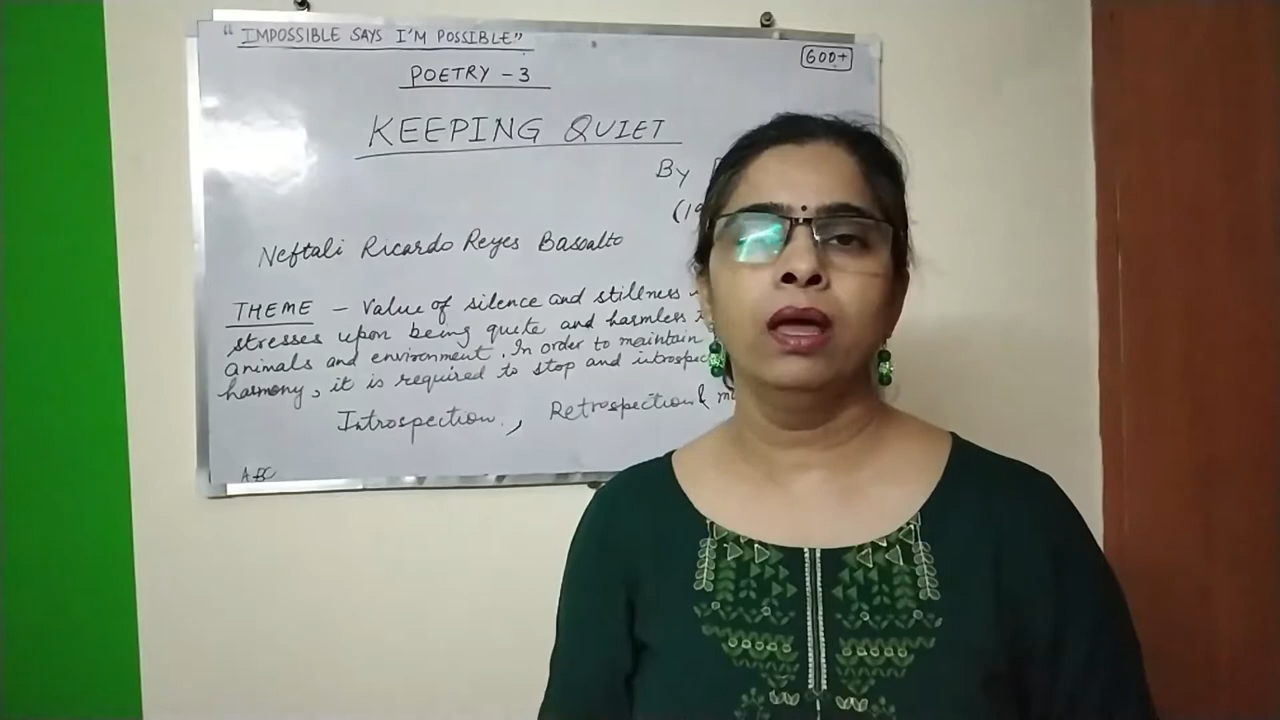 "IMPOSSIBLE SAYS I'M POSSIBLE"
600+
POETRY - 3
KEEPING QUIET
By
(19
Neftali Ricardo Reyes Basoalto
THEME - Value of silence and stillness
stresses upon being quite and harmless
animals and environment. In order to maintain
harmony, it is required to stop and introspec
Introspection, Retrospection &
ABC